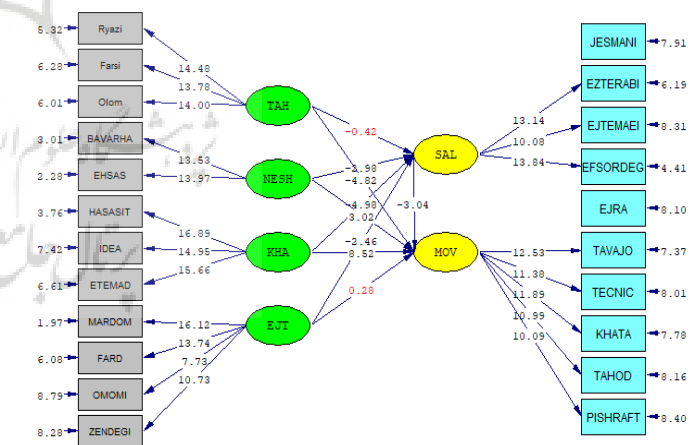 5.32 Ryazi
6.28 Farsi
6.01 Olom
3.01 BAVARHA
2.28 EHSAS
3.76 HASASIT
7.42 IDEA
6.61 ETEMAD
1.97 MARDOM
6.08 FARD
8.79 OMOMI
8.28 ZENDEGI
14.48
13.78
14.00
13.53
13.97
16.89
14.95
15.66
16.12
13.74
7.73
10.73
TAH
NESH
KHA
EJT
-0.42
-4.82
-4.98
3.02
-2.46
0.28
-3.04
SAL
MOV
13.14
10.08
13.84
12.53
11.38
11.89
10.99
10.09
JESMANI 7.91
EZTERABI 6.19
EJTEMAEI 8.31
EFSORDEG 4.41
EJRA 8.10
TAVAJO 7.37
TECNIC 8.01
KHATA 7.78
TAHOD 8.16
PISHRAFT 8.40